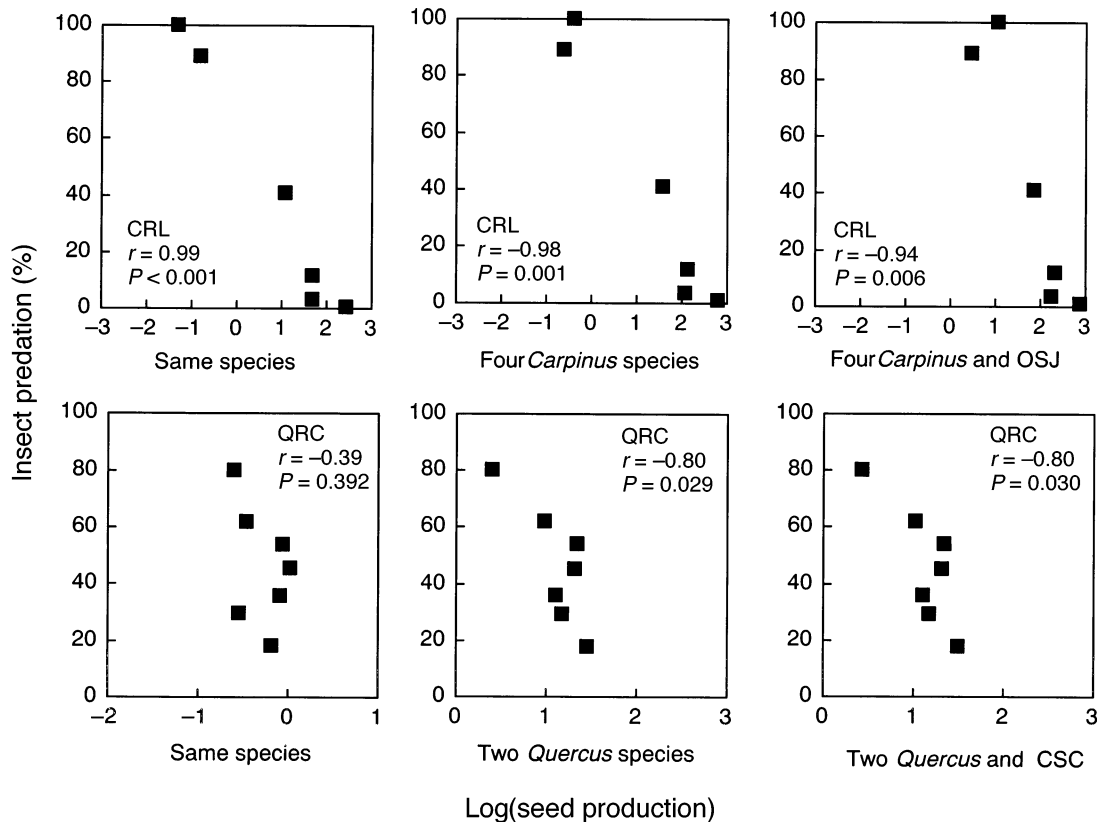 Insect predation (%)
100
80
60
40
20
0
CRL
r = 0.99
P < 0.001
−3 −2 −1 0 1 2 3
Same species
100
80
60
40
20
0
CRL
r = −0.98
P = 0.001
−3 −2 −1 0 1 2 3
Four Carpinus species
100
80
60
40
20
0
CRL
r = −0.94
P = 0.006
−3 −2 −1 0 1 2 3
Four Carpinus and OSJ
100
80
60
40
20
0
QRC
r = −0.39
P = 0.392
−2 −1 0 1
Same species
100
80
60
40
20
0
QRC
r = −0.80
P = 0.029
0 1 2 3
Two Quercus species
100
80
60
40
20
0
QRC
r = −0.80
P = 0.030
0 1 2 3
Two Quercus and CSC
Log(seed production)